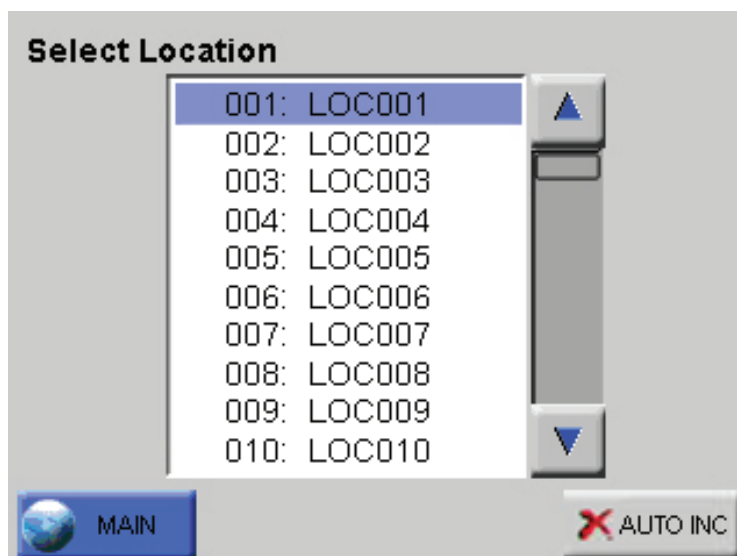 Select Location
001: LOC001
002: LOC002
003: LOC003
004: LOC004
005: LOC005
006: LOC006
007: LOC007
008: LOC008
009: LOC009
010: LOC010
MAIN
AUTO INC